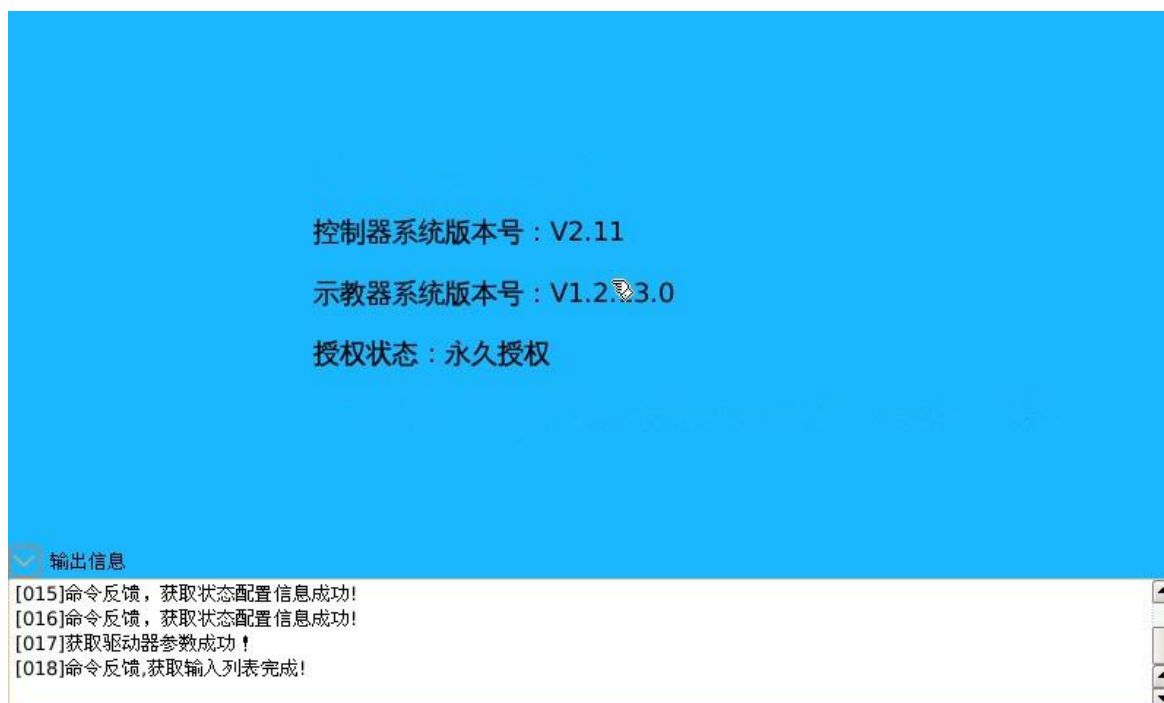 控制器系统版本号：V2.11
示教器系统版本号：V1.2. 3.0
授权状态：永久授权
输出信息
[015]命令反馈，获取状态配置信息成功!
[016]命令反馈，获取状态配置信息成功!
[017]获取驱动器参数成功！
[018]命令反馈,获取输入列表完成!